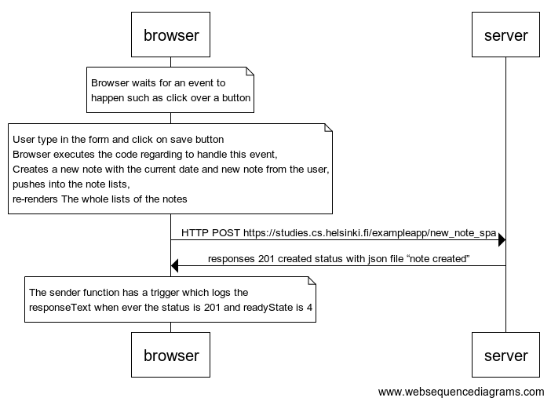 browser
server
Browser waits for an event to
happen such as click over a button
User type in the form and click on save button
Browser executes the code regarding to handle this event,
Creates a new note with the current date and new note from the user,
pushes into the note lists,
re-renders The whole lists of the notes
HTTP POST https://studies.cs.helsinki.fi/exampleapp/new_note_spa
responses 201 created status with json file "note created"
The sender function has a trigger which logs the
responseText when ever the status is 201 and readyState is 4
browser
server
www.websequencediagrams.com